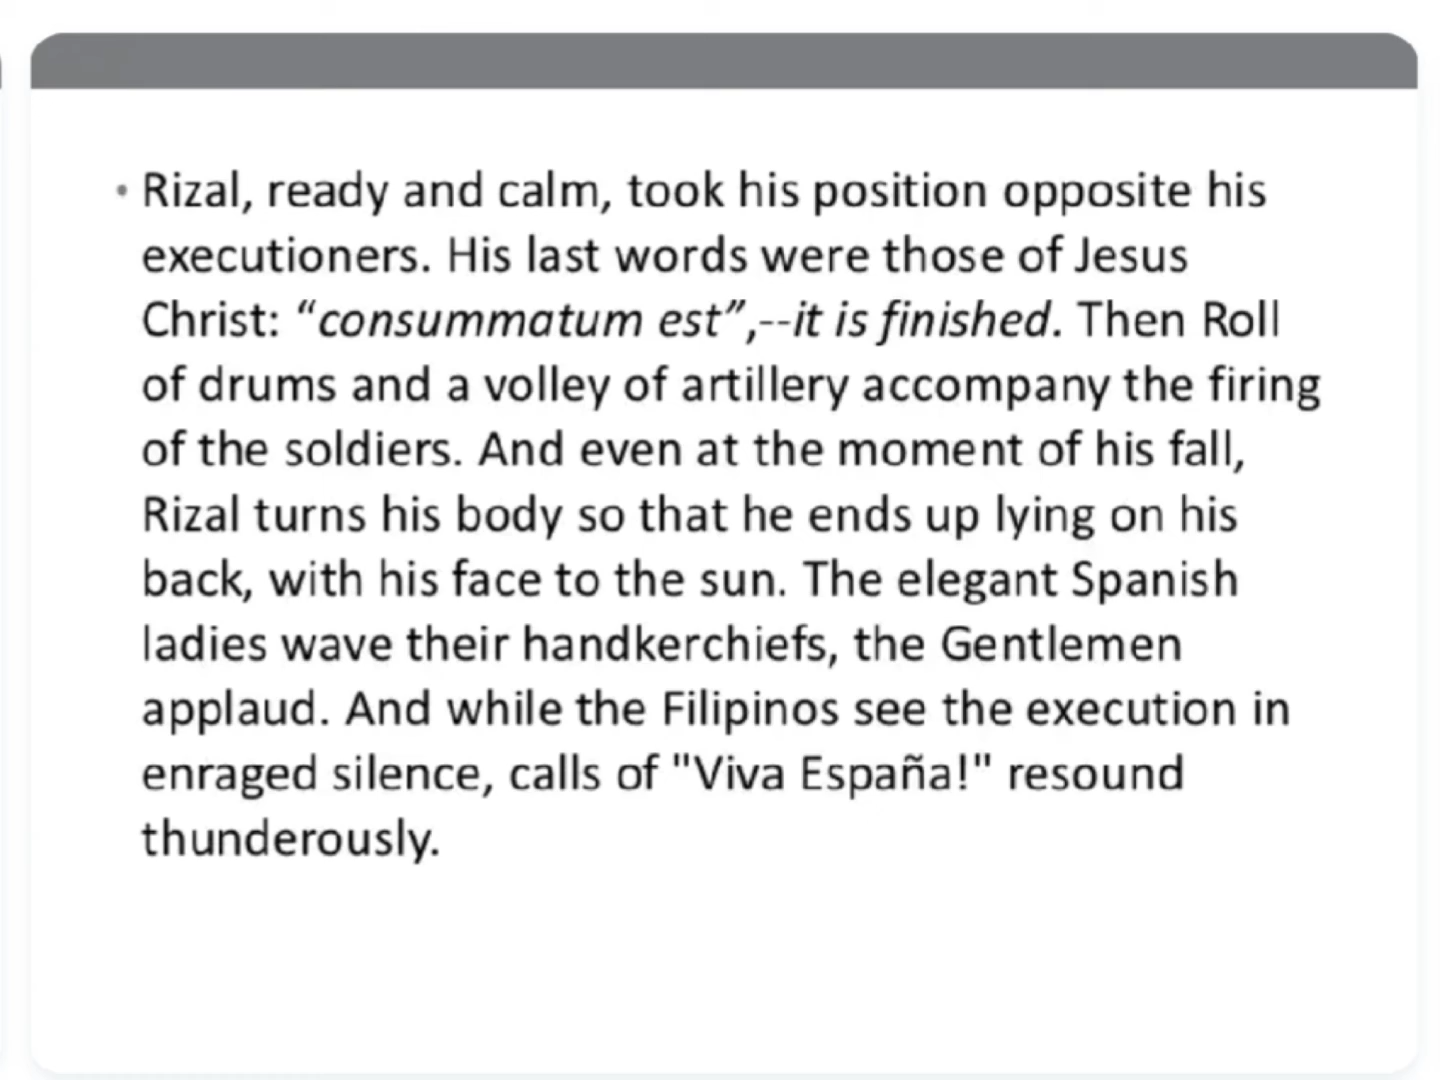 • Rizal, ready and calm, took his position opposite his
executioners. His last words were those of Jesus
Christ: “consummatum est”,--it is finished. Then Roll
of drums and a volley of artillery accompany the firing
of the soldiers. And even at the moment of his fall,
Rizal turns his body so that he ends up lying on his
back, with his face to the sun. The elegant Spanish
ladies wave their handkerchiefs, the Gentlemen
applaud. And while the Filipinos see the execution in
enraged silence, calls of "Viva España!" resound
thunderously.